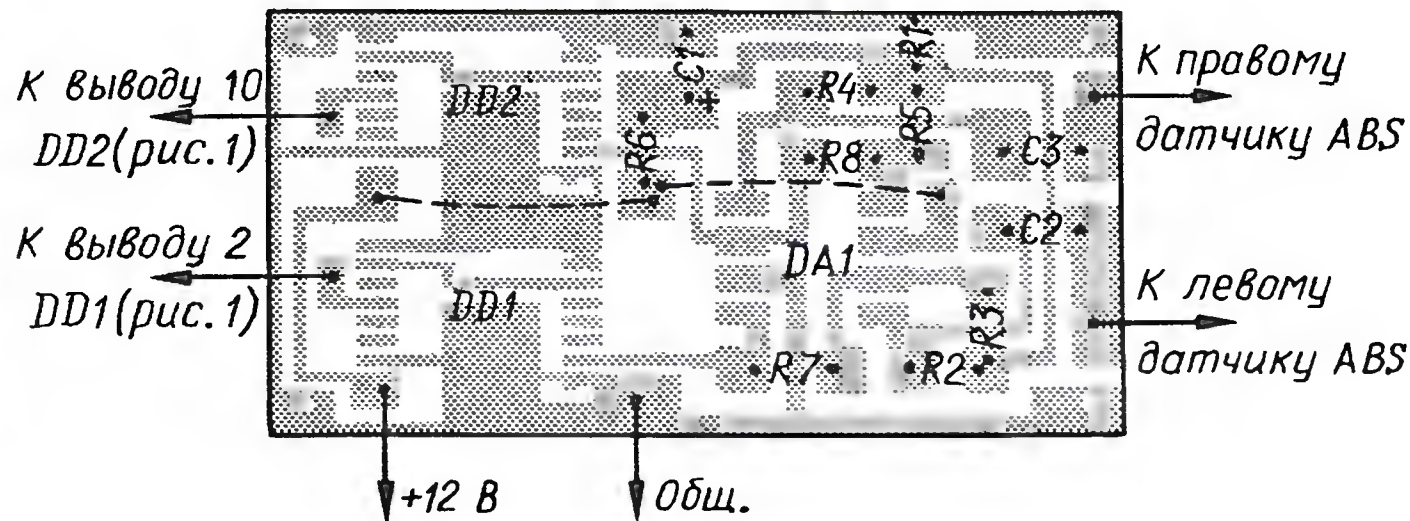 К выводу 10
DD2(рис.1)
К выводу 2
DD1(рис.1)
DD2
DD1
C1
+
R6
R4
R8
R1
R5
C3
C2
DA1
R3
R7
R2
К правому
датчику ABS
К левому
датчику ABS
+12 В
Общ.